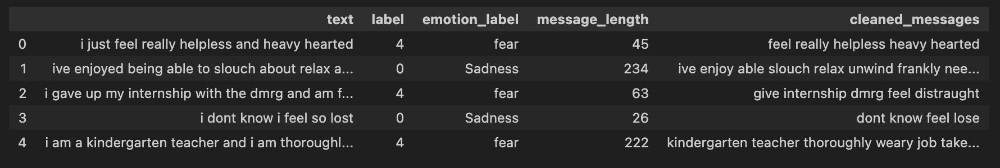 text label emotion_label message_length cleaned_messages
0 i just feel really helpless and heavy hearted 4 fear 45 feel really helpless heavy hearted
1 ive enjoyed being able to slouch about relax a... 0 Sadness 234 ive enjoy able slouch relax unwind frankly nee...
2 i gave up my internship with the dmrg and am f... 4 fear 63 give internship dmrg feel distraught
3 i dont know i feel so lost 0 Sadness 26 dont know feel lose
4 i am a kindergarten teacher and i am thoroughl... 4 fear 222 kindergarten teacher thoroughly weary job take...